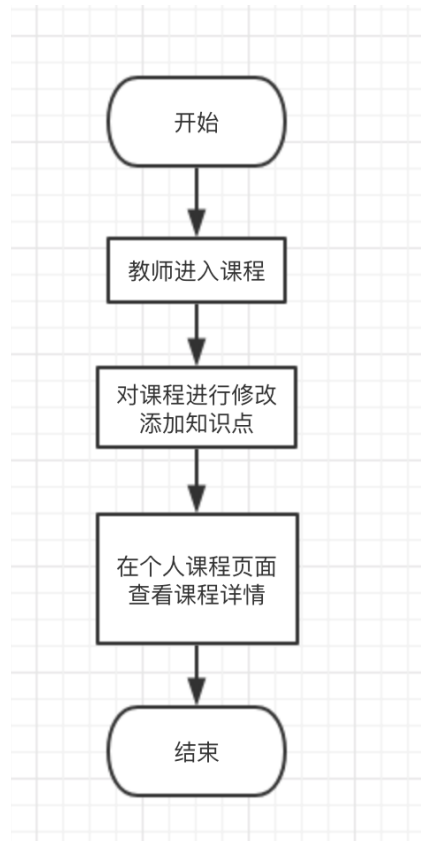 开始
教师进入课程
对课程进行修改
添加知识点
在个人课程页面
查看课程详情
结束